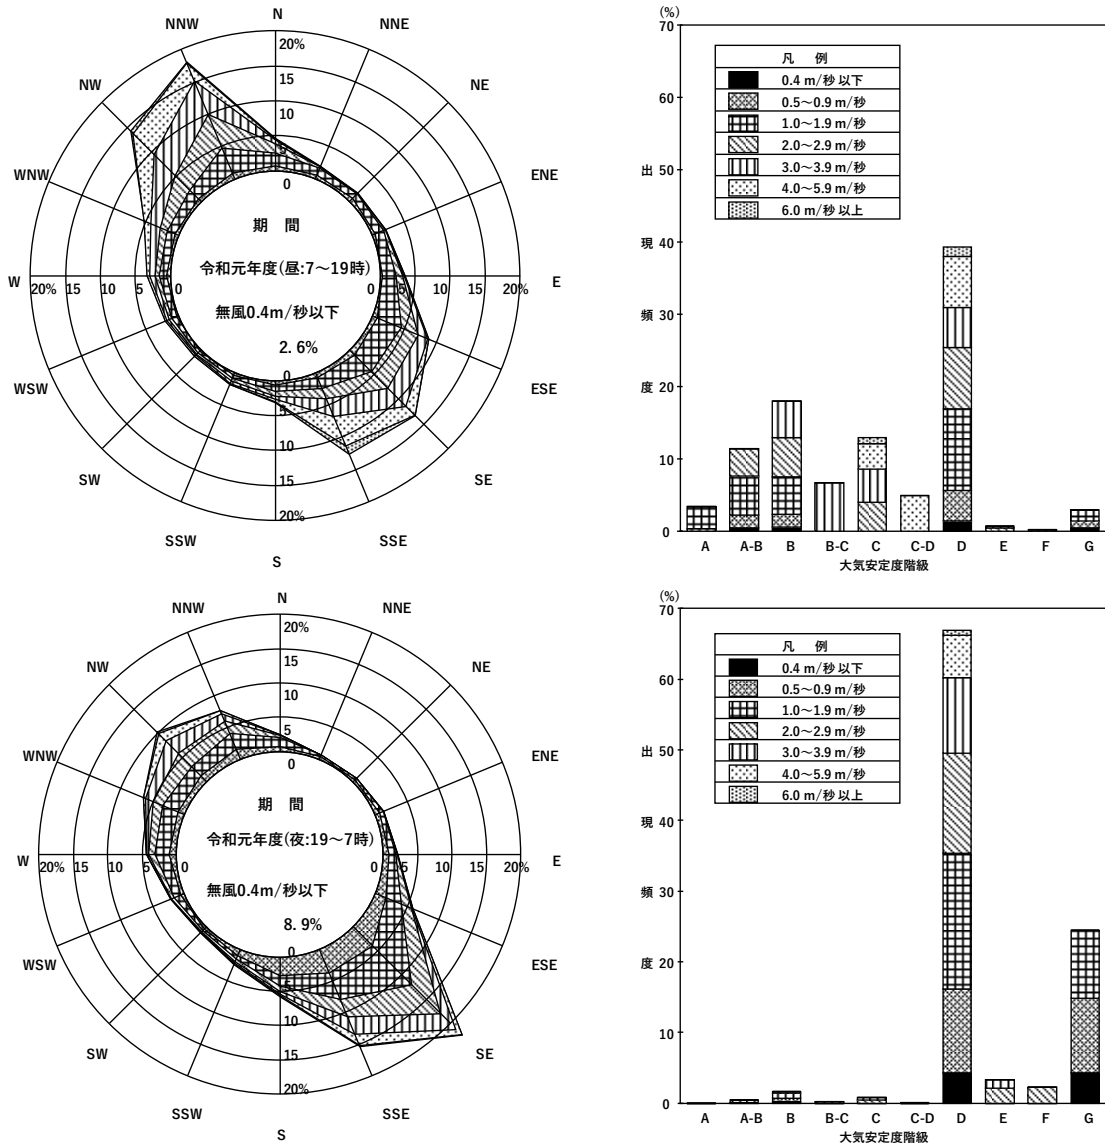 N
NNW
NNE
NW
NE
WNW
ENE
W
E
WSW
ESE
SW
SE
SSW
SSE
S
20%
15
10
5
0
20% 15 10 5 0
0 5 10 15 20%
0
5
10
15
20%
期 間
令和元年度(昼:7～19時)
無風0.4m/秒以下
2.6%
(%)
70
60
50
40
30
20
10
0
出
現
頻
度
凡 例
0.4 m/秒以下
0.5～0.9 m/秒
1.0～1.9 m/秒
2.0～2.9 m/秒
3.0～3.9 m/秒
4.0～5.9 m/秒
6.0 m/秒以上
A A-B B B-C C C-D D E F G
大気安定度階級
N
NNW
NNE
NW
NE
WNW
ENE
W
E
WSW
ESE
SW
SE
SSW
SSE
S
20%
15
10
5
0
20% 15 10 5 0
0 5 10 15 20%
0
5
10
15
20%
期 間
令和元年度(夜:19～7時)
無風0.4m/秒以下
8.9%
(%)
70
60
50
40
30
20
10
0
出
現
頻
度
凡 例
0.4 m/秒以下
0.5～0.9 m/秒
1.0～1.9 m/秒
2.0～2.9 m/秒
3.0～3.9 m/秒
4.0～5.9 m/秒
6.0 m/秒以上
A A-B B B-C C C-D D E F G
大気安定度階級